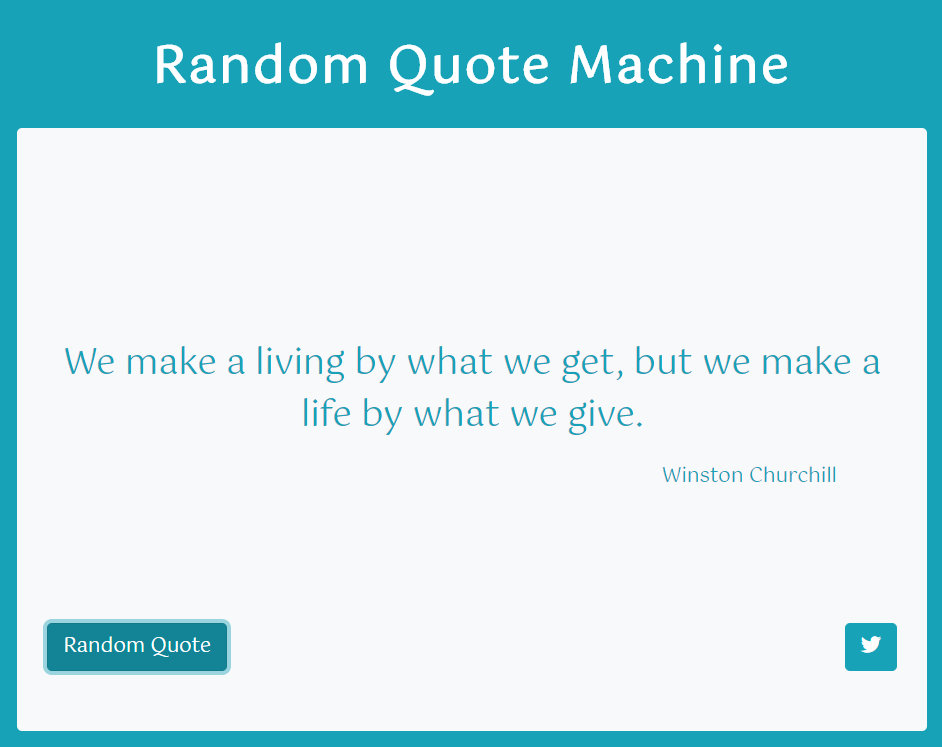 Random Quote Machine
We make a living by what we get, but we make a
life by what we give.
Winston Churchill
Random Quote